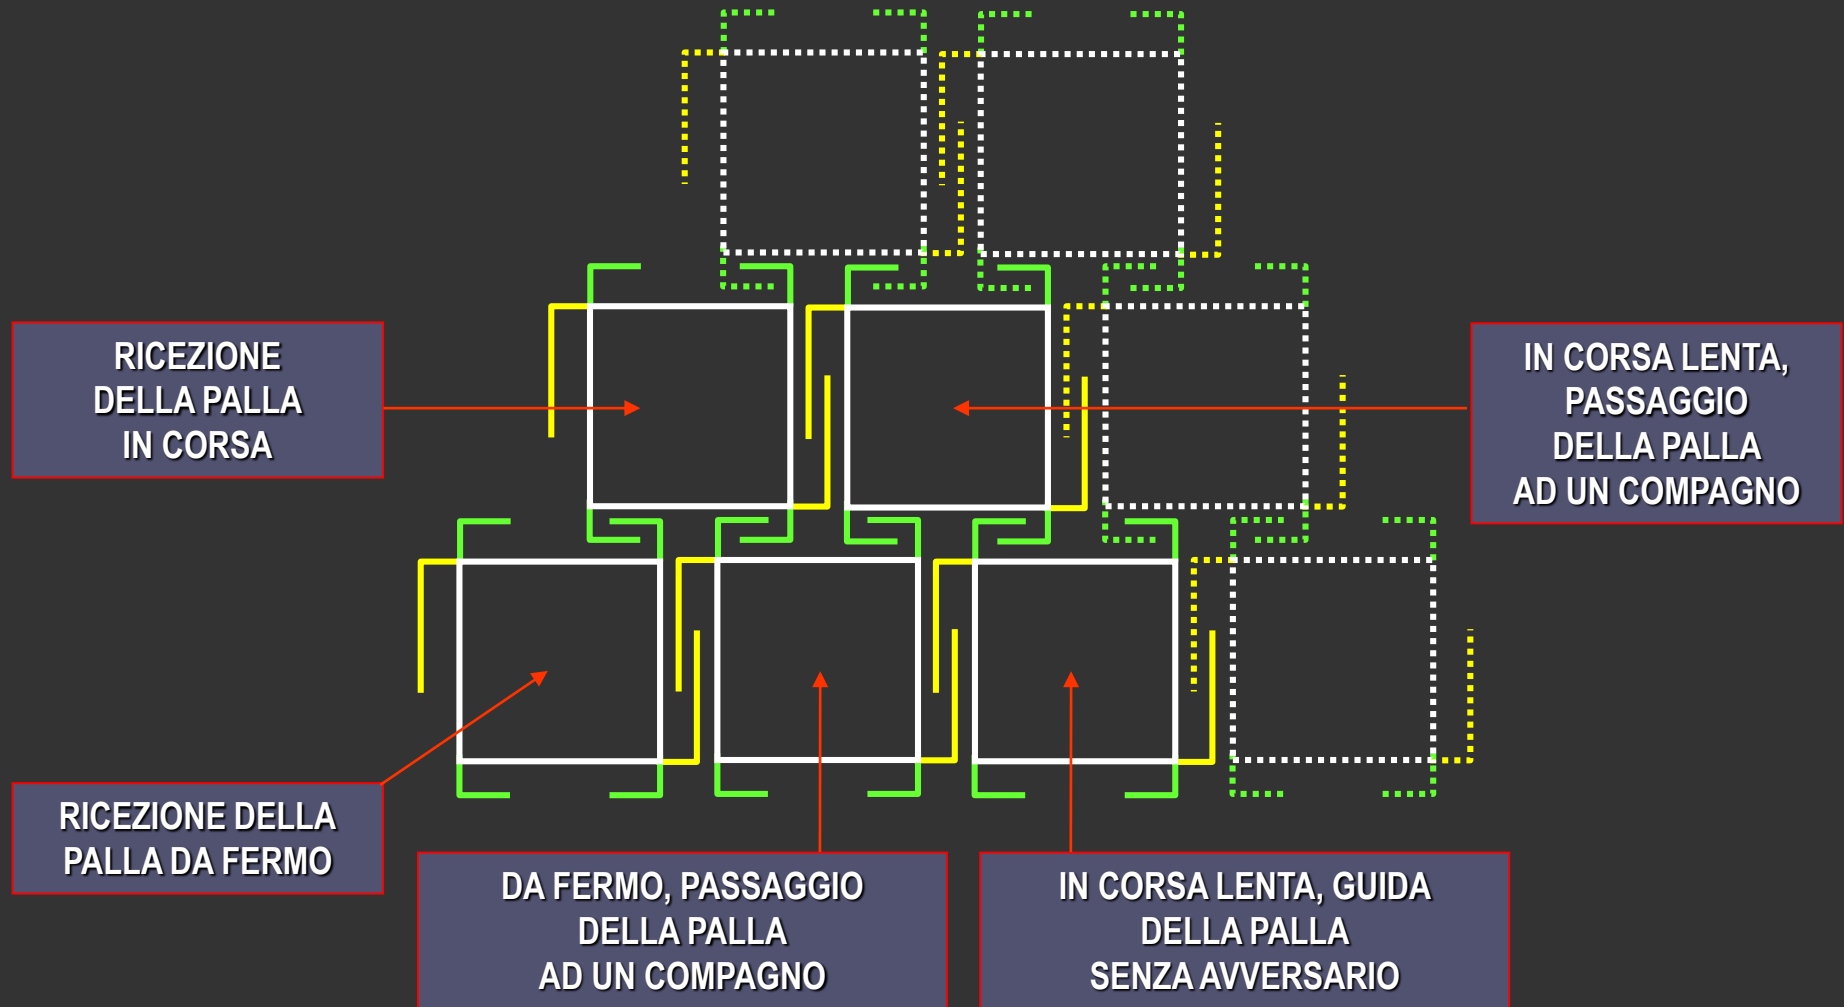 RICEZIONE
DELLA PALLA
IN CORSA
IN CORSA LENTA,
PASSAGGIO
DELLA PALLA
AD UN COMPAGNO
RICEZIONE DELLA
PALLA DA FERMO
DA FERMO, PASSAGGIO
DELLA PALLA
AD UN COMPAGNO
IN CORSA LENTA, GUIDA
DELLA PALLA
SENZA AVVERSARIO